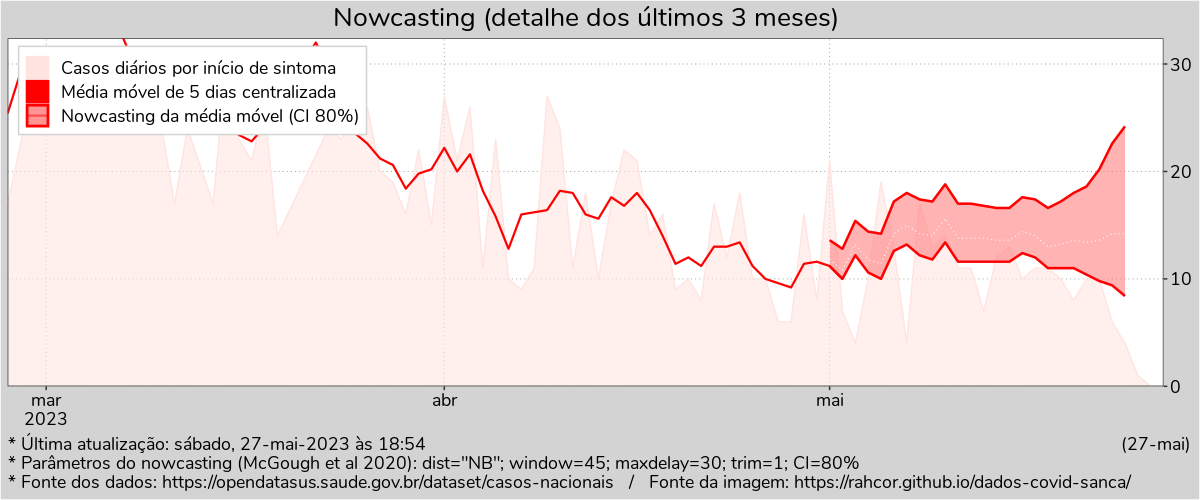 Nowcasting (detalhe dos últimos 3 meses)
Casos diários por início de sintoma
Média móvel de 5 dias centralizada
Nowcasting da média móvel (CI 80%)
30
20
10
0
mar
2023
abr
mai
* Última atualização: sábado, 27-mai-2023 às 18:54
(27-mai)
* Parâmetros do nowcasting (McGough et al 2020): dist="NB"; window=45; maxdelay=30; trim=1; CI=80%
* Fonte dos dados: https://opendatasus.saude.gov.br/dataset/casos-nacionais / Fonte da imagem: https://rahcor.github.io/dados-covid-sanca/